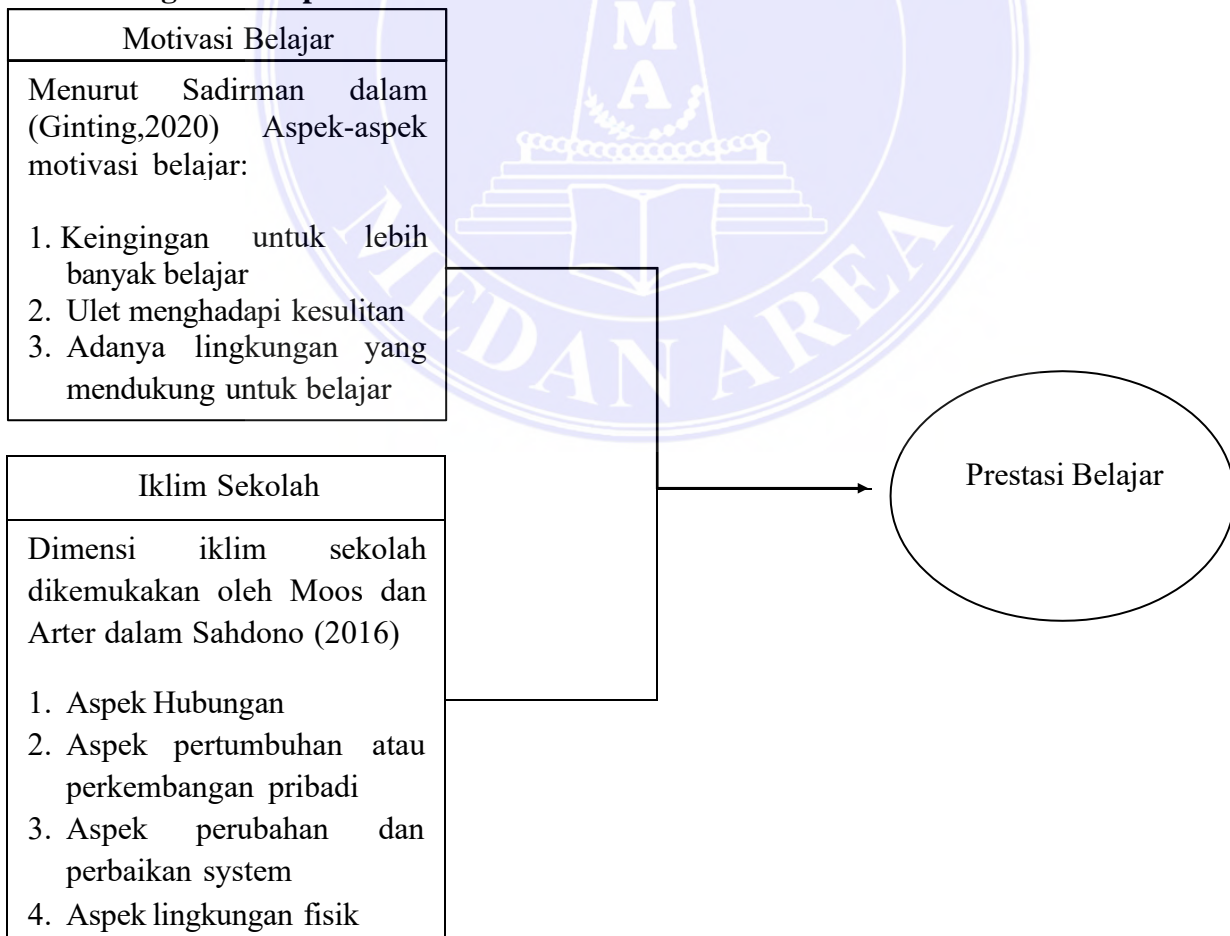 Motivasi Belajar
Menurut Sadirman dalam
(Ginting,2020) Aspek-aspek
motivasi belajar:
1. Keingingan untuk lebih
banyak belajar
2. Ulet menghadapi kesulitan
3. Adanya lingkungan yang
mendukung untuk belajar
Iklim Sekolah
Dimensi iklim sekolah
dikemukakan oleh Moos dan
Arter dalam Sahdono (2016)
1. Aspek Hubungan
2. Aspek pertumbuhan atau
perkembangan pribadi
3. Aspek perubahan dan
perbaikan system
4. Aspek lingkungan fisik
Prestasi Belajar
M
A
MEDAN AREA